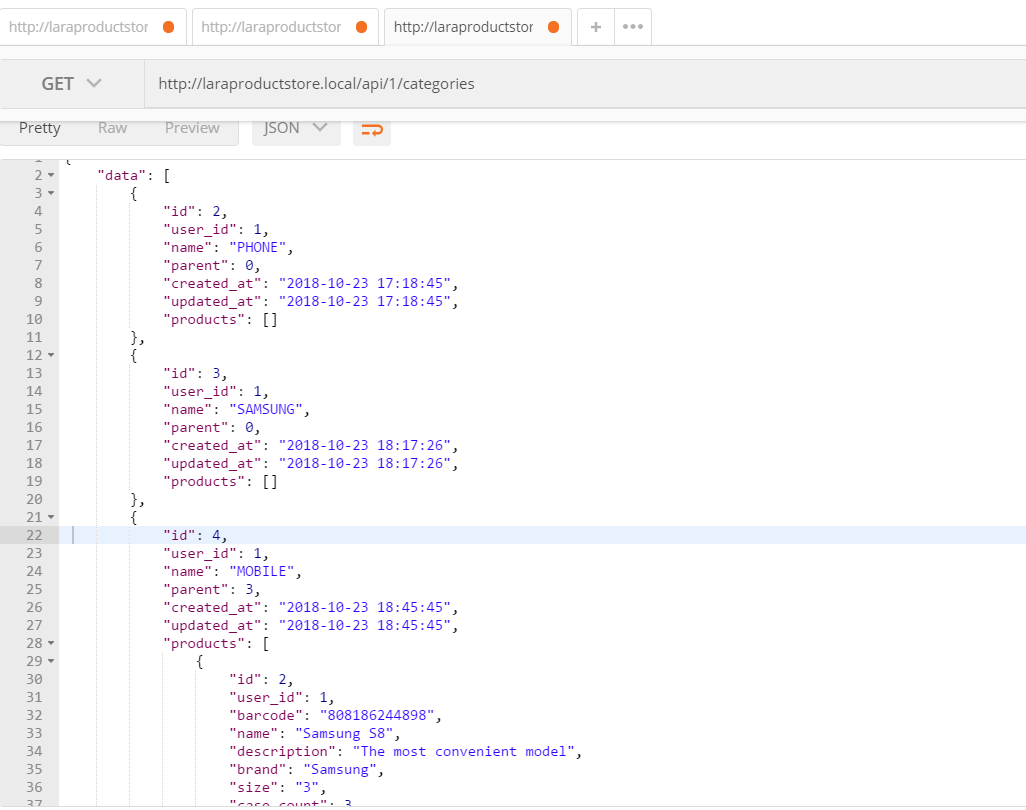 http://laraproductstor http://laraproductstor http://laraproductstor + •••
GET http://laraproductstore.local/api/1/categories
Pretty Raw Preview JSON
1 {
2 "data": [
3 {
4 "id": 2,
5 "user_id": 1,
6 "name": "PHONE",
7 "parent": 0,
8 "created_at": "2018-10-23 17:18:45",
9 "updated_at": "2018-10-23 17:18:45",
10 "products": []
11 },
12 {
13 "id": 3,
14 "user_id": 1,
15 "name": "SAMSUNG",
16 "parent": 0,
17 "created_at": "2018-10-23 18:17:26",
18 "updated_at": "2018-10-23 18:17:26",
19 "products": []
20 },
21 {
22 "id": 4,
23 "user_id": 1,
24 "name": "MOBILE",
25 "parent": 3,
26 "created_at": "2018-10-23 18:45:45",
27 "updated_at": "2018-10-23 18:45:45",
28 "products": [
29 {
30 "id": 2,
31 "user_id": 1,
32 "barcode": "808186244898",
33 "name": "Samsung S8",
34 "description": "The most convenient model",
35 "brand": "Samsung",
36 "size": "3",
37 "case_count": 3